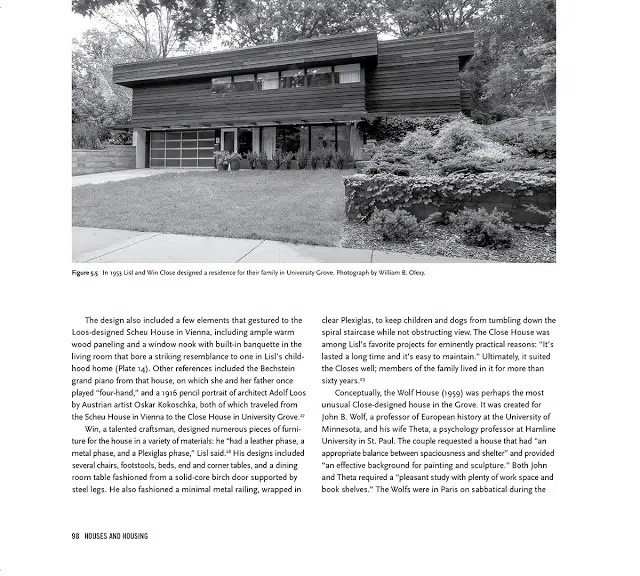 Figure 5.5 In 1953 Lisl and Win Close designed a residence for their family in University Grove. Photograph by William B. Olexy.
The design also included a few elements that gestured to the
Loos-designed Scheu House in Vienna, including ample warm
wood paneling and a window nook with built-in banquette in the
living room that bore a striking resemblance to one in Lisl's child-
hood home (Plate 14). Other references included the Bechstein
grand piano from that house, on which she and her father once
played "four-hand," and a 1916 pencil portrait of architect Adolf Loos
by Austrian artist Oskar Kokoschka, both of which traveled from
the Scheu House in Vienna to the Close House in University Grove.27
Win, a talented craftsman, designed numerous pieces of furni-
ture for the house in a variety of materials: he "had a leather phase, a
metal phase, and a Plexiglas phase," Lisl said.28 His designs included
several chairs, footstools, beds, end and corner tables, and a dining
room table fashioned from a solid-core birch door supported by
steel legs. He also fashioned a minimal metal railing, wrapped in
clear Plexiglas, to keep children and dogs from tumbling down the
spiral staircase while not obstructing view. The Close House was
among Lisl's favorite projects for eminently practical reasons: "It's
lasted a long time and it's easy to maintain." Ultimately, it suited
the Closes well; members of the family lived in it for more than
sixty years.29
Conceptually, the Wolf House (1959) was perhaps the most
unusual Close-designed house in the Grove. It was created for
John B. Wolf, a professor of European history at the University of
Minnesota, and his wife Theta, a psychology professor at Hamline
University in St. Paul. The couple requested a house that had "an
appropriate balance between spaciousness and shelter" and provided
"an effective background for painting and sculpture." Both John
and Theta required a "pleasant study with plenty of work space and
book shelves." The Wolfs were in Paris on sabbatical during the
98 HOUSES AND HOUSING